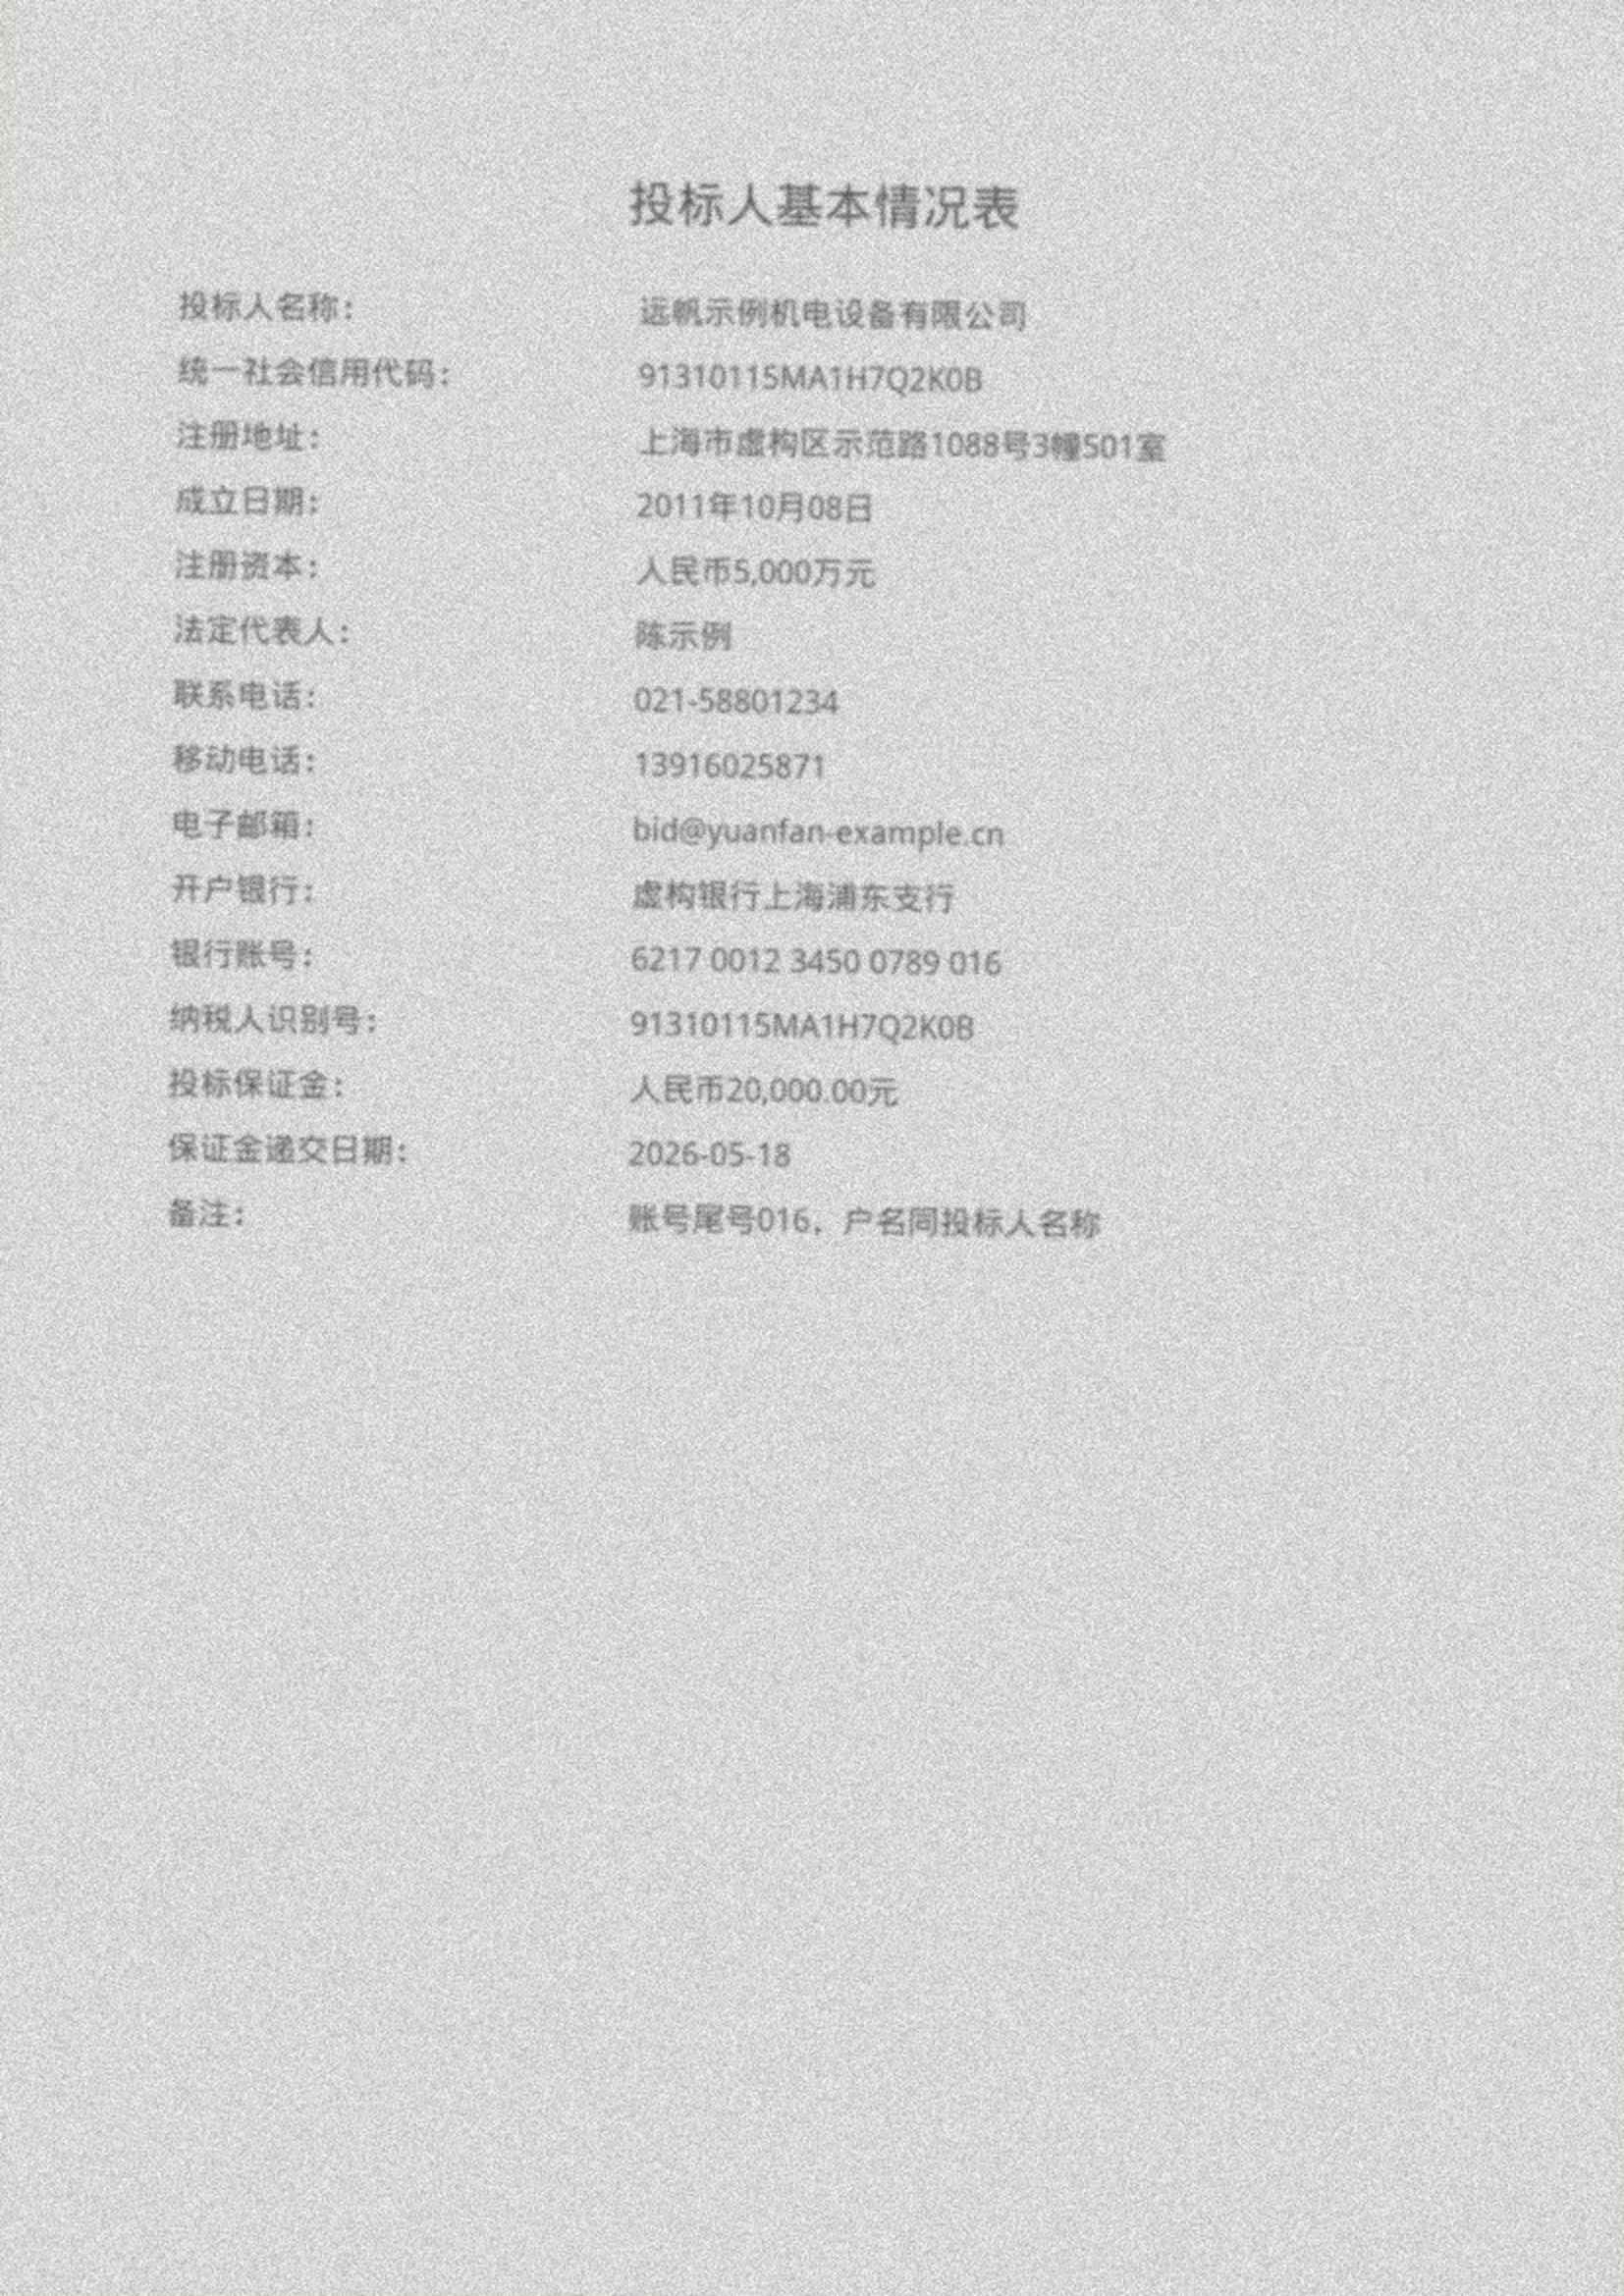 投标人基本情况表
投标人名称： 远帆示例机电设备有限公司
统一社会信用代码： 91310115MA1H7Q2K0B
注册地址： 上海市虚构区示范路1088号3幢501室
成立日期： 2011年10月08日
注册资本： 人民币5,000万元
法定代表人： 陈示例
联系电话： 021-58801234
移动电话： 13916025871
电子邮箱： bid@yuanfan-example.cn
开户银行： 虚构银行上海浦东支行
银行账号： 6217 0012 3450 0789 016
纳税人识别号： 91310115MA1H7Q2K0B
投标保证金： 人民币20,000.00元
保证金递交日期： 2026-05-18
备注： 账号尾号016，户名同投标人名称